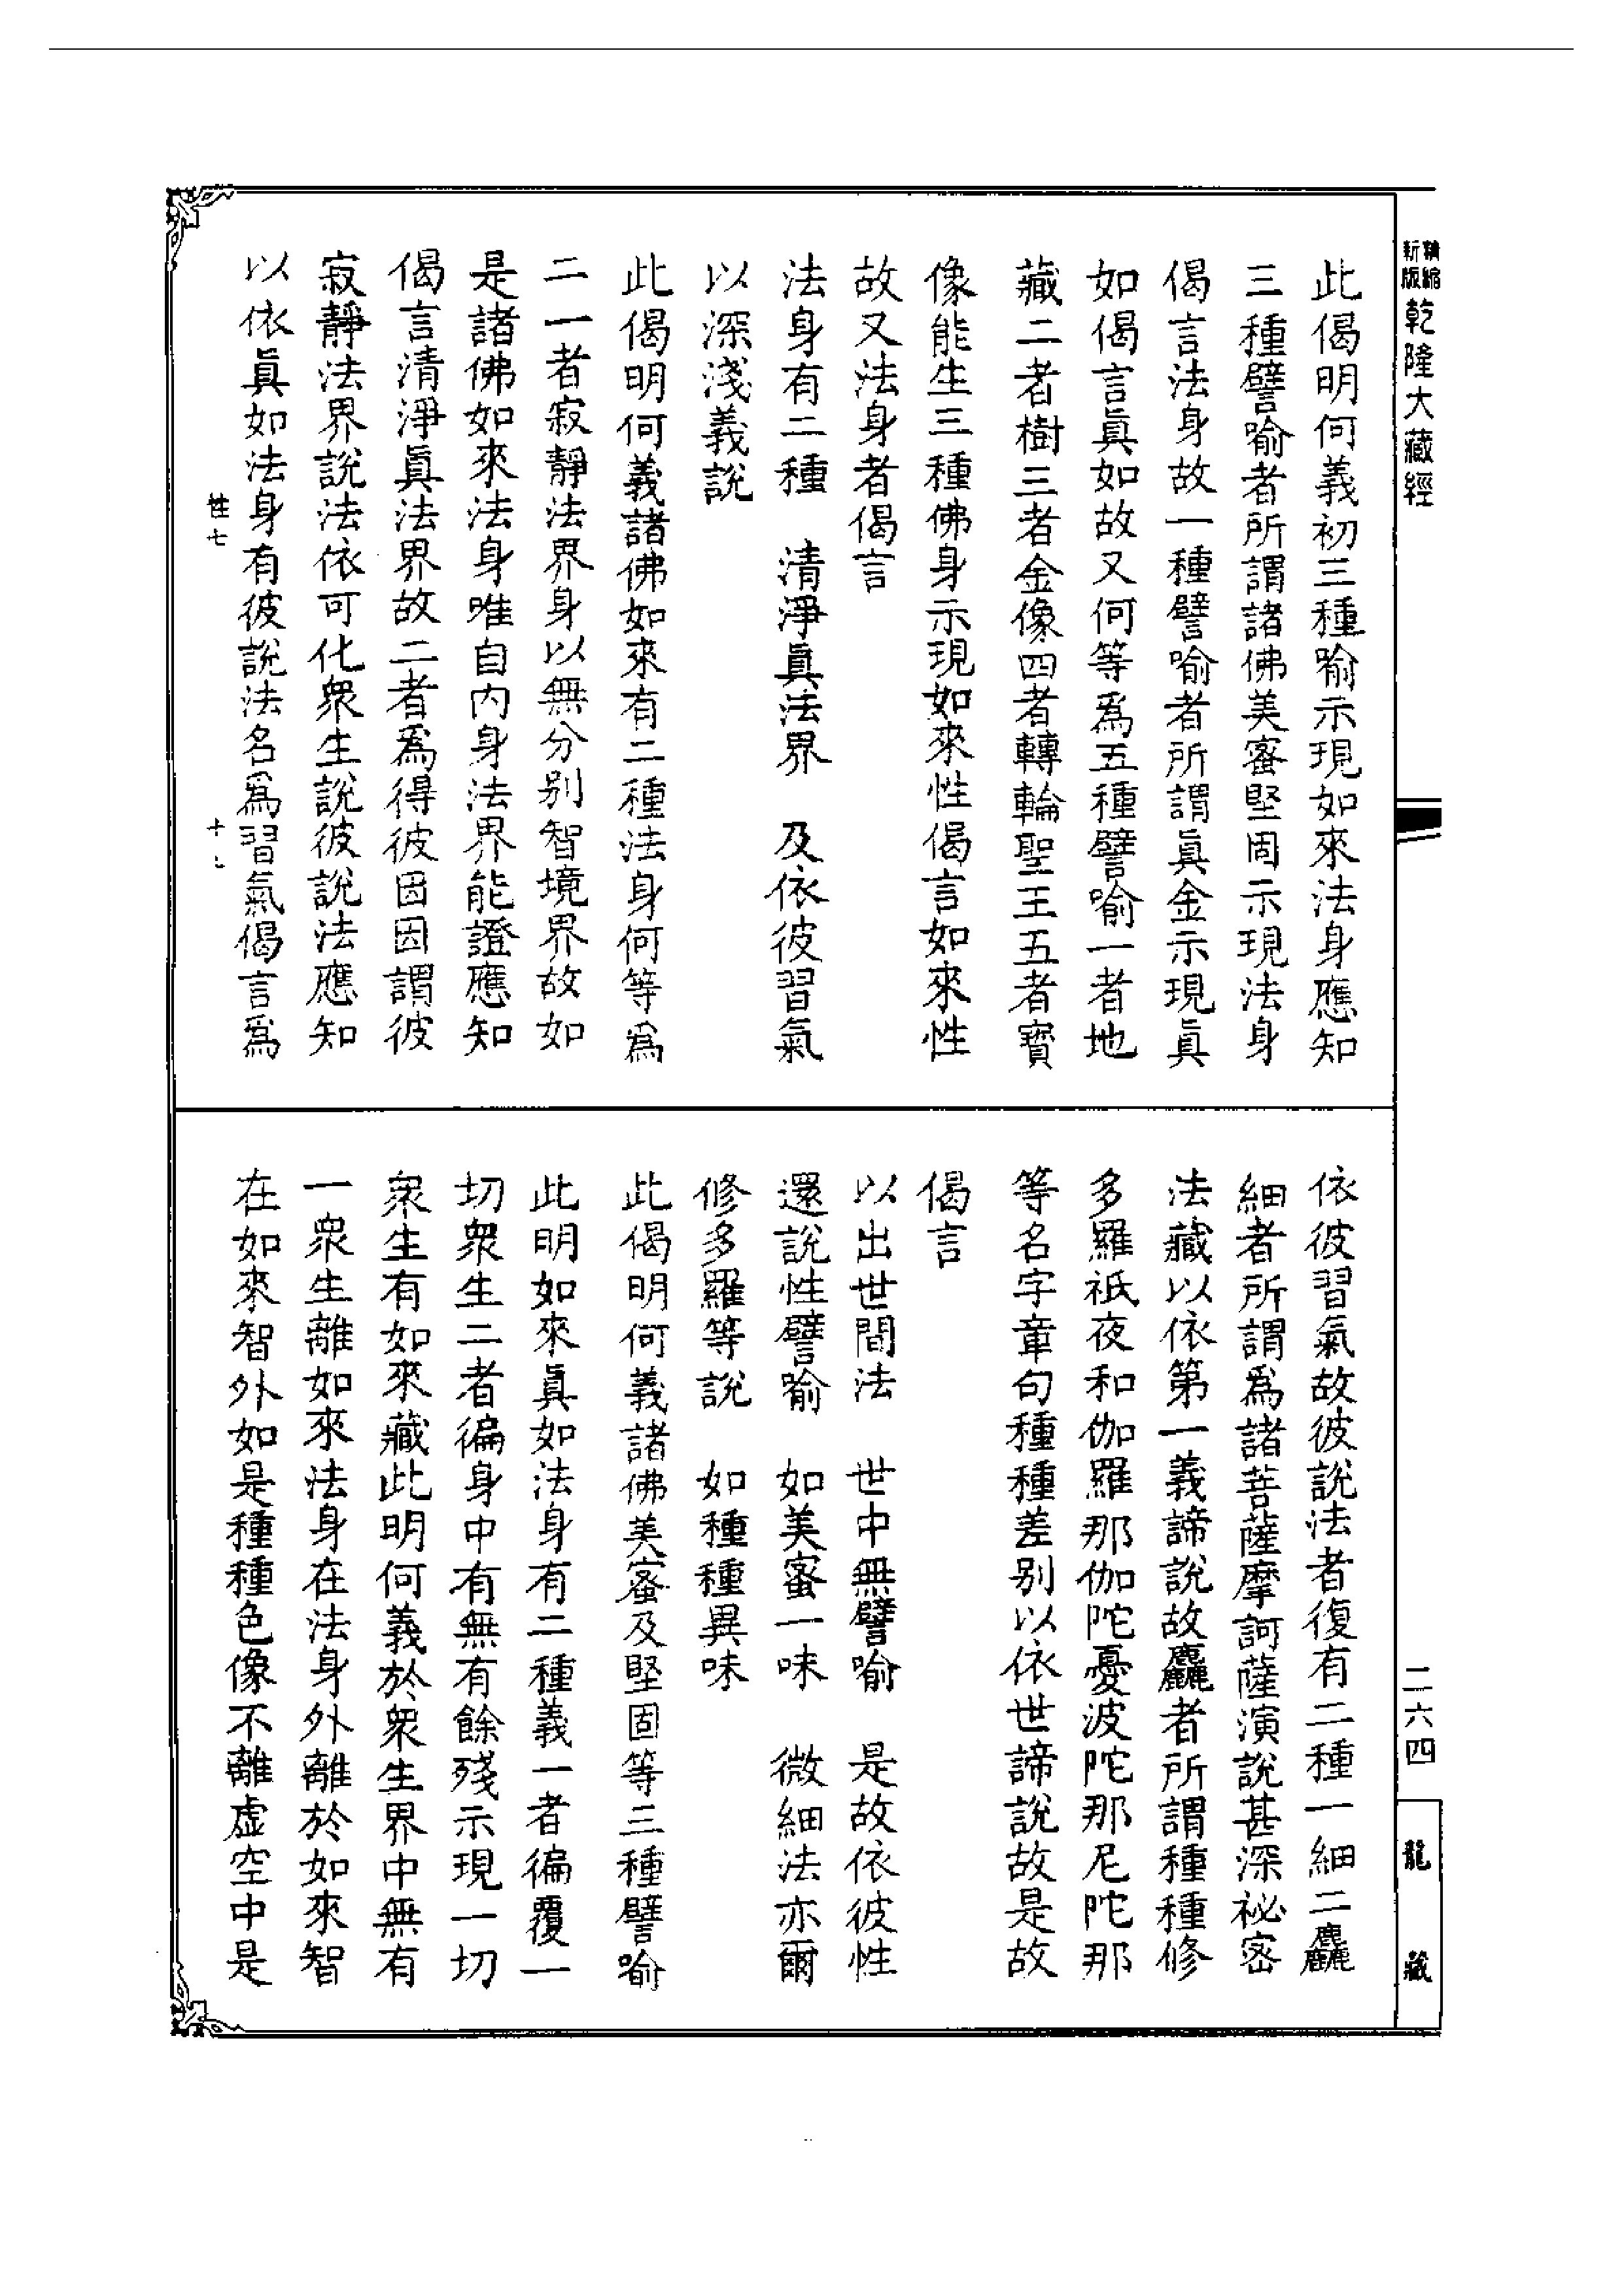 新版精縮
乾隆大藏經
此偈明何義初三種喻示現如來法身應知
三種譬喻者所謂諸佛美蜜堅固示現法身
偈言法身故一種譬喻者所謂眞金示現眞
如偈言眞如故又何等爲五種譬喻一者地
藏二者樹三者金像四者轉輪聖王五者寶
像能生三種佛身示現如來性偈言如來性
故又法身者偈言
法身有二種　清淨眞法界　及依彼習氣
以深淺義說
此偈明何義諸佛如來有二種法身何等爲
二一者寂靜法界身以無分別智境界故如
是諸佛如來法身唯自內身法界能證應知
偈言清淨眞法界故二者爲得彼因因謂彼
寂靜法界說法依可化衆生說彼說法應知
以依眞如法身有彼說法名爲習氣偈言爲
依彼習氣故彼說法者復有二種一細二麤
細者所謂爲諸菩薩摩訶薩演說甚深祕密
法藏以依第一義諦說故麤者所謂種種修
多羅祇夜和伽羅那伽陀憂波陀那尼陀那
等名字章句種種差別以依世諦說故是故
偈言
以出世間法　世中無譬喻　是故依彼性
還說性譬喻　如美蜜一味　微細法亦爾
修多羅等說　如種種異味
此偈明何義諸佛美蜜及堅固等三種譬喻
此明如來眞如法身有二種義一者徧覆一
切衆生二者徧身中有無有餘殘示現一切
衆生有如來藏此明何義於衆生界中無有
一衆生離如來法身在法身外離於如來智
在如來智外如是種種色像不離虛空中是
二六四
龍藏